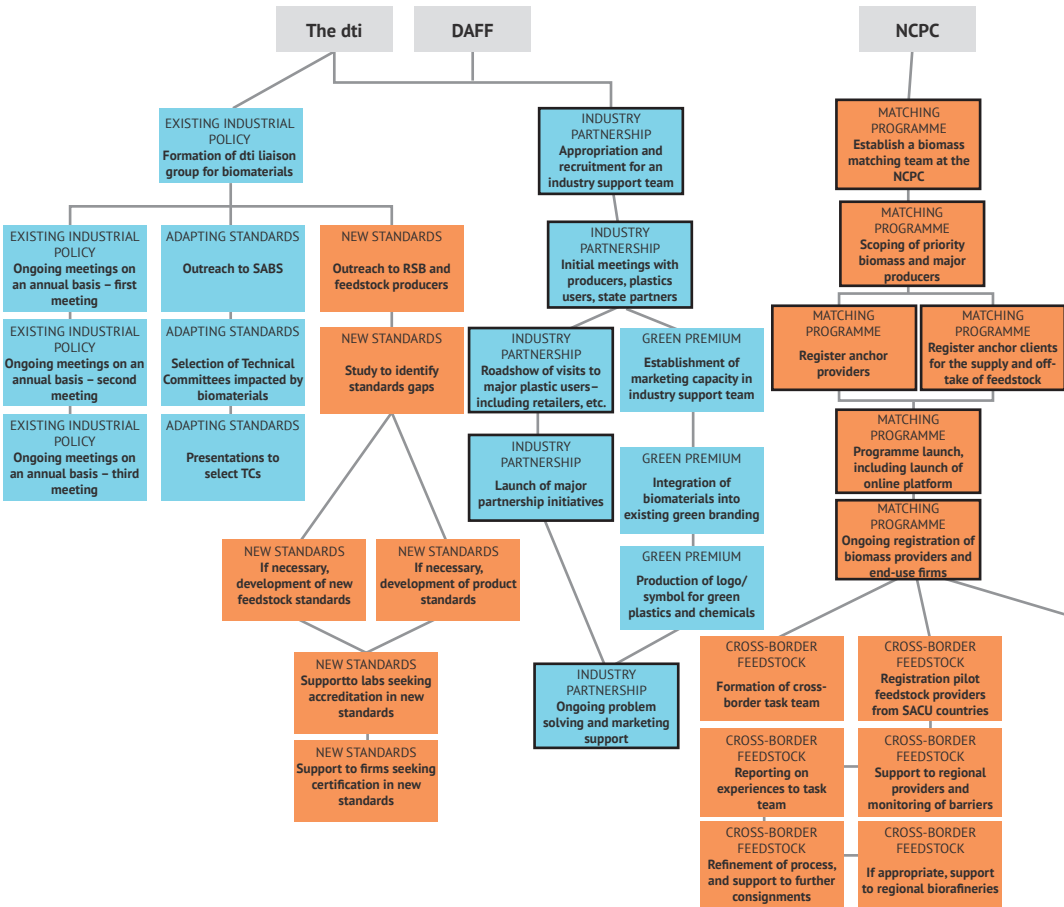 The dti
DAFF
NCPC
EXISTING INDUSTRIAL
POLICY
Formation of dti liaison
group for biomaterials
EXISTING INDUSTRIAL
POLICY
Ongoing meetings on
an annual basis – first
meeting
EXISTING INDUSTRIAL
POLICY
Ongoing meetings on an
annual basis – second
meeting
EXISTING INDUSTRIAL
POLICY
Ongoing meetings on
an annual basis – third
meeting
ADAPTING STANDARDS
Outreach to SABS
ADAPTING STANDARDS
Selection of Technical
Committees impacted by
biomaterials
ADAPTING STANDARDS
Presentations to
select TCs
NEW STANDARDS
Outreach to RSB and
feedstock producers
NEW STANDARDS
Study to identify
standards gaps
NEW STANDARDS
If necessary,
development of new
feedstock standards
NEW STANDARDS
If necessary,
development of product
standards
NEW STANDARDS
Supportto labs seeking
accreditation in new
standards
NEW STANDARDS
Support to firms seeking
certification in new
standards
INDUSTRY
PARTNERSHIP
Appropriation and
recruitment for an
industry support team
INDUSTRY
PARTNERSHIP
Initial meetings with
producers, plastics
users, state partners
INDUSTRY
PARTNERSHIP
Roadshow of visits to
major plastic users–
including retailers, etc.
INDUSTRY
PARTNERSHIP
Launch of major
partnership initiatives
GREEN PREMIUM
Establishment of
marketing capacity in
industry support team
GREEN PREMIUM
Integration of
biomaterials into
existing green branding
GREEN PREMIUM
Production of logo/
symbol for green
plastics and chemicals
INDUSTRY
PARTNERSHIP
Ongoing problem
solving and marketing
support
MATCHING
PROGRAMME
Establish a biomass
matching team at the
NCPC
MATCHING
PROGRAMME
Scoping of priority
biomass and major
producers
MATCHING
PROGRAMME
Register anchor
providers
MATCHING
PROGRAMME
Register anchor clients
for the supply and off-
take of feedstock
MATCHING
PROGRAMME
Programme launch,
including launch of
online platform
MATCHING
PROGRAMME
Ongoing registration of
biomass providers and
end-use firms
CROSS-BORDER
FEEDSTOCK
Formation of cross-
border task team
CROSS-BORDER
FEEDSTOCK
Registration pilot
feedstock providers
from SACU countries
CROSS-BORDER
FEEDSTOCK
Reporting on
experiences to task
team
CROSS-BORDER
FEEDSTOCK
Support to regional
providers and
monitoring of barriers
CROSS-BORDER
FEEDSTOCK
Refinement of process,
and support to further
consignments
CROSS-BORDER
FEEDSTOCK
If appropriate, support
to regional biorafineries